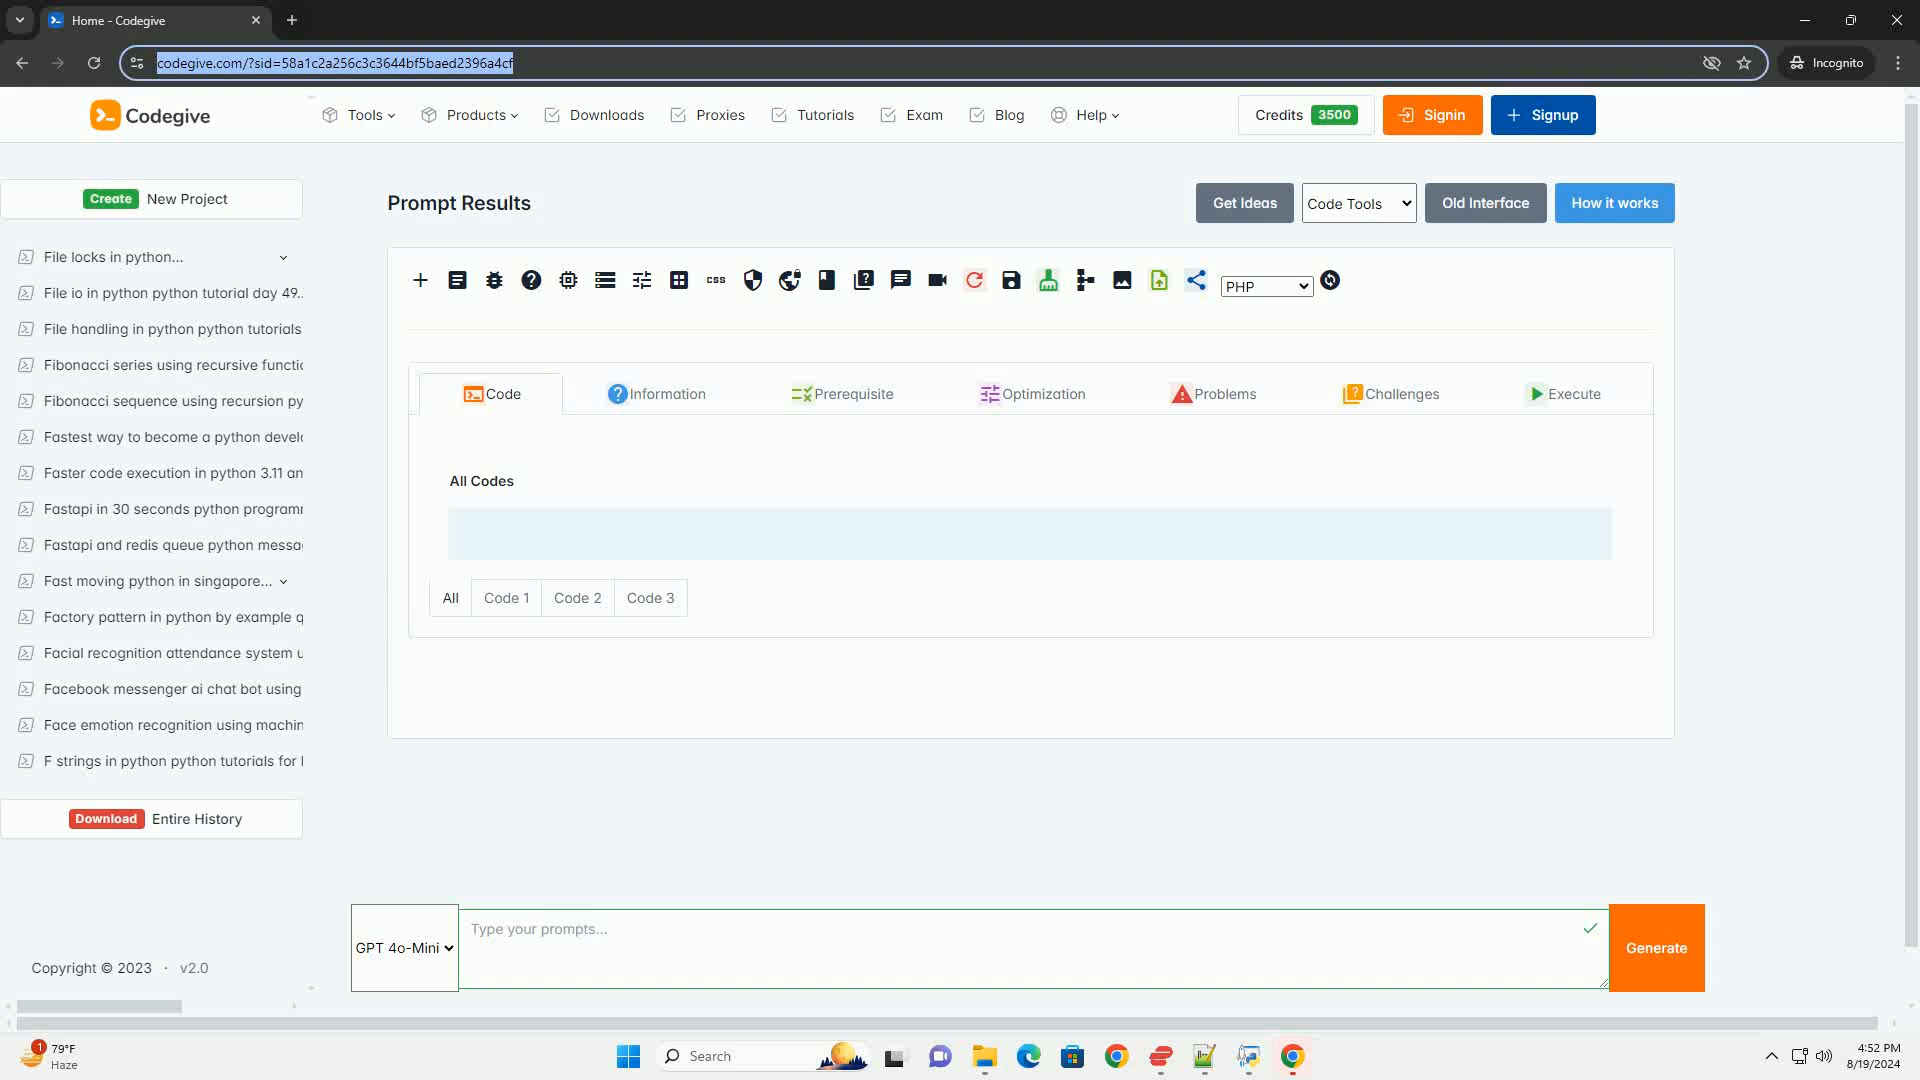 Home - Codegive
codegive.com/?sid=58a1c2a256c3c3644bf5baed2396a4cf
Incognito
Codegive
Tools
Products
Downloads
Proxies
Tutorials
Exam
Blog
Help
Credits 3500
Signin
Signup
Create New Project
File locks in python...
File io in python python tutorial day 49..
File handling in python python tutorials
Fibonacci series using recursive functio
Fibonacci sequence using recursion py
Fastest way to become a python develo
Faster code execution in python 3.11 an
Fastapi in 30 seconds python programm
Fastapi and redis queue python messa
Fast moving python in singapore...
Factory pattern in python by example q
Facial recognition attendance system u
Facebook messenger ai chat bot using
Face emotion recognition using machin
F strings in python python tutorials for
Download Entire History
Copyright © 2023 · v2.0
Prompt Results
Get Ideas
Code Tools
Old Interface
How it works
CSS
PHP
Code
Information
Prerequisite
Optimization
Problems
Challenges
Execute
All Codes
All
Code 1
Code 2
Code 3
GPT 4o-Mini
Type your prompts...
Generate
1
79°F
Haze
Search
4:52 PM
8/19/2024